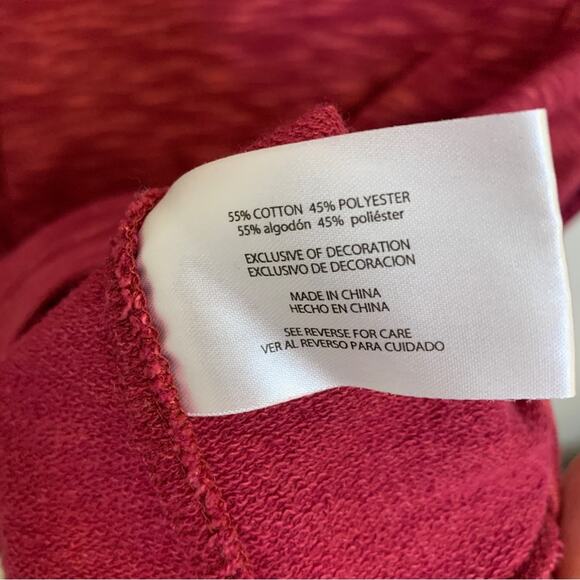 55% COTTON 45% POLYESTER
55% algodón 45% poliéster
EXCLUSIVE OF DECORATION
EXCLUSIVO DE DECORACION
MADE IN CHINA
HECHO EN CHINA
SEE REVERSE FOR CARE
VER AL REVERSO PARA CUIDADO